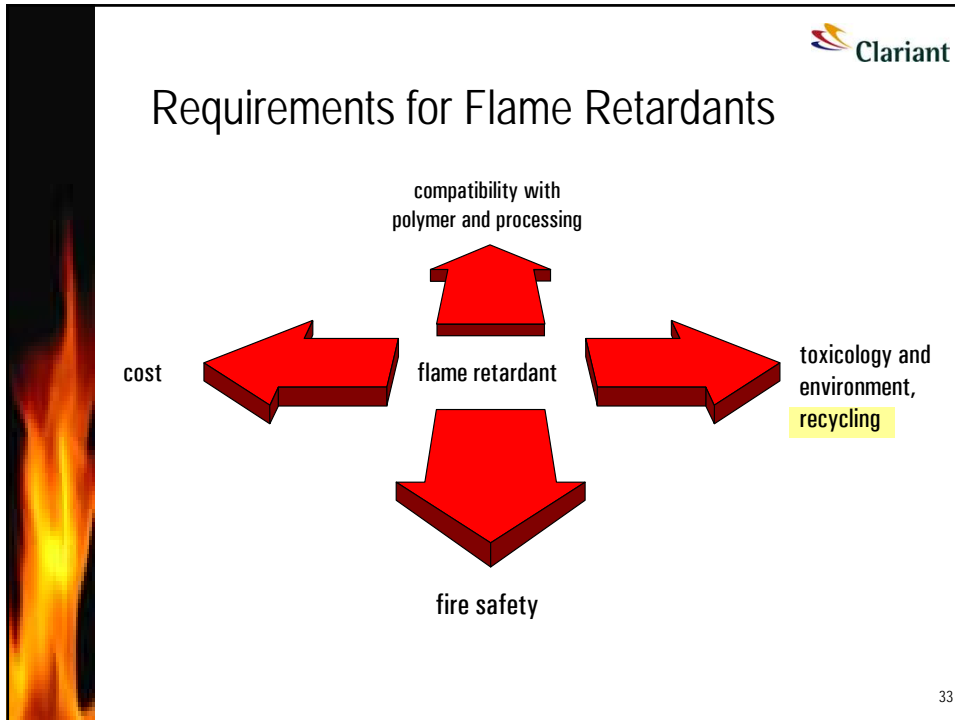 Clariant
Requirements for Flame Retardants
compatibility with
polymer and processing
cost
flame retardant
toxicology and
environment,
recycling
fire safety
33